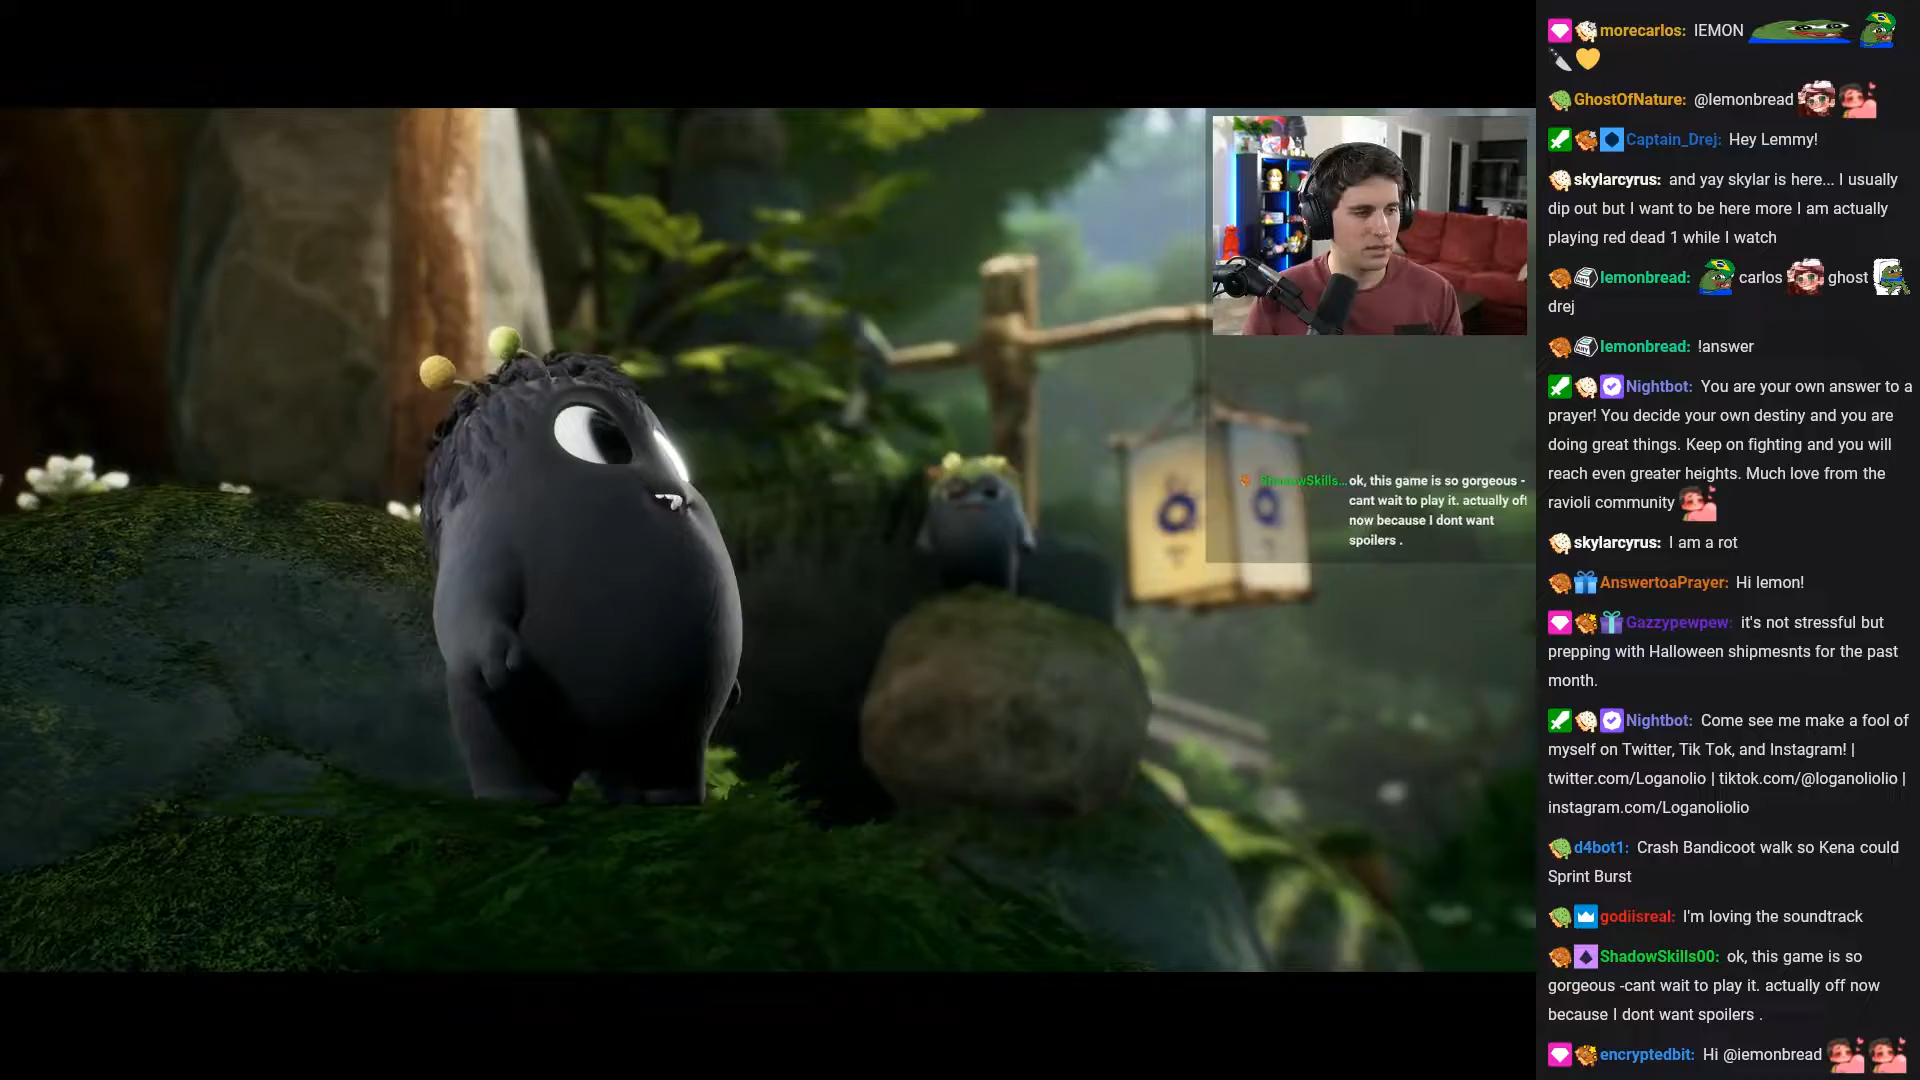 morecarlos: IEMON
GhostOfNature: @lemonbread
Captain_Drej: Hey Lemmy!
skylarcyrus: and yay skylar is here... I usually
dip out but I want to be here more I am actually
playing red dead 1 while I watch
lemonbread: carlos ghost
drej
lemonbread: !answer
Nightbot: You are your own answer to a
prayer! You decide your own destiny and you are
doing great things. Keep on fighting and you will
reach even greater heights. Much love from the
ravioli community
skylarcyrus: I am a rot
AnswertoaPrayer: Hi lemon!
Gazzypewpew: it's not stressful but
prepping with Halloween shipmesnts for the past
month.
Nightbot: Come see me make a fool of
myself on Twitter, Tik Tok, and Instagram! |
twitter.com/Loganolio | tiktok.com/@loganoliolio |
instagram.com/Loganoliolio
d4bot1: Crash Bandicoot walk so Kena could
Sprint Burst
godiisreal: I'm loving the soundtrack
ShadowSkills00: ok, this game is so
gorgeous -cant wait to play it. actually off now
because I dont want spoilers .
encryptedbit: Hi @iemonbread
ShadowSkills... ok, this game is so gorgeous -
cant wait to play it. actually off
now because I dont want
spoilers .